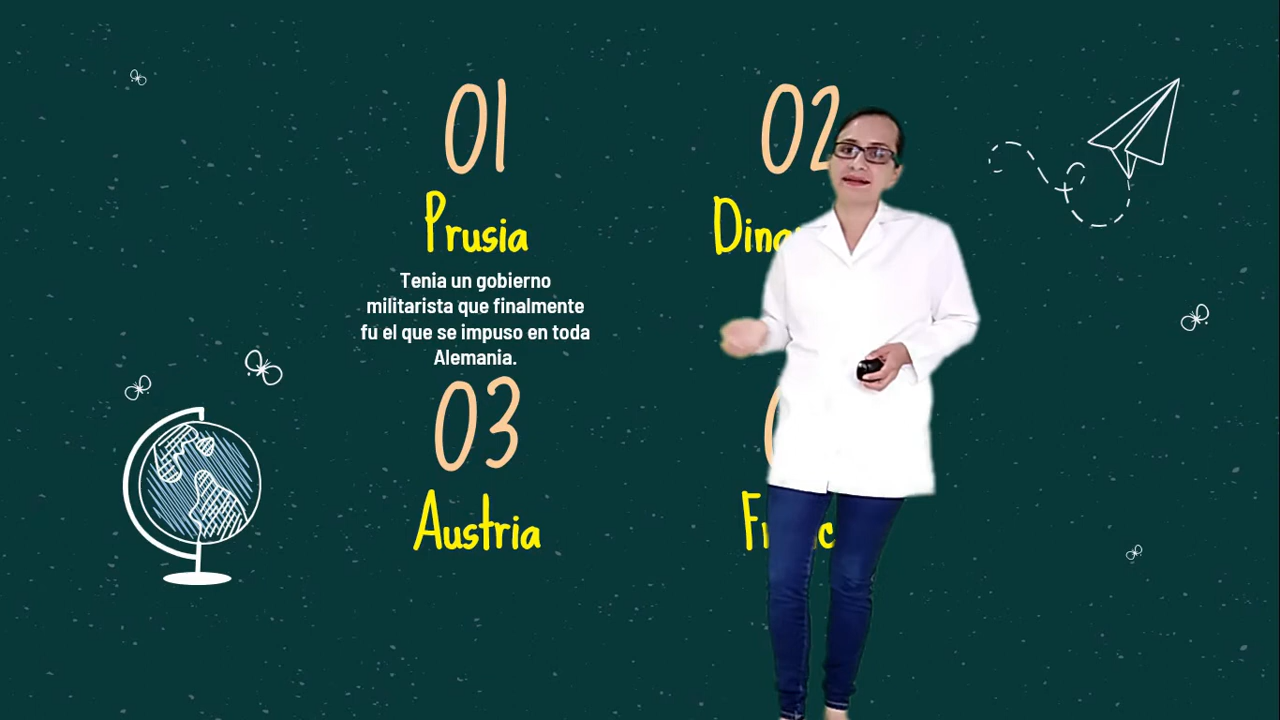 01
Prusia
Tenia un gobierno
militarista que finalmente
fu el que se impuso en toda
Alemania.
02
03
Austria